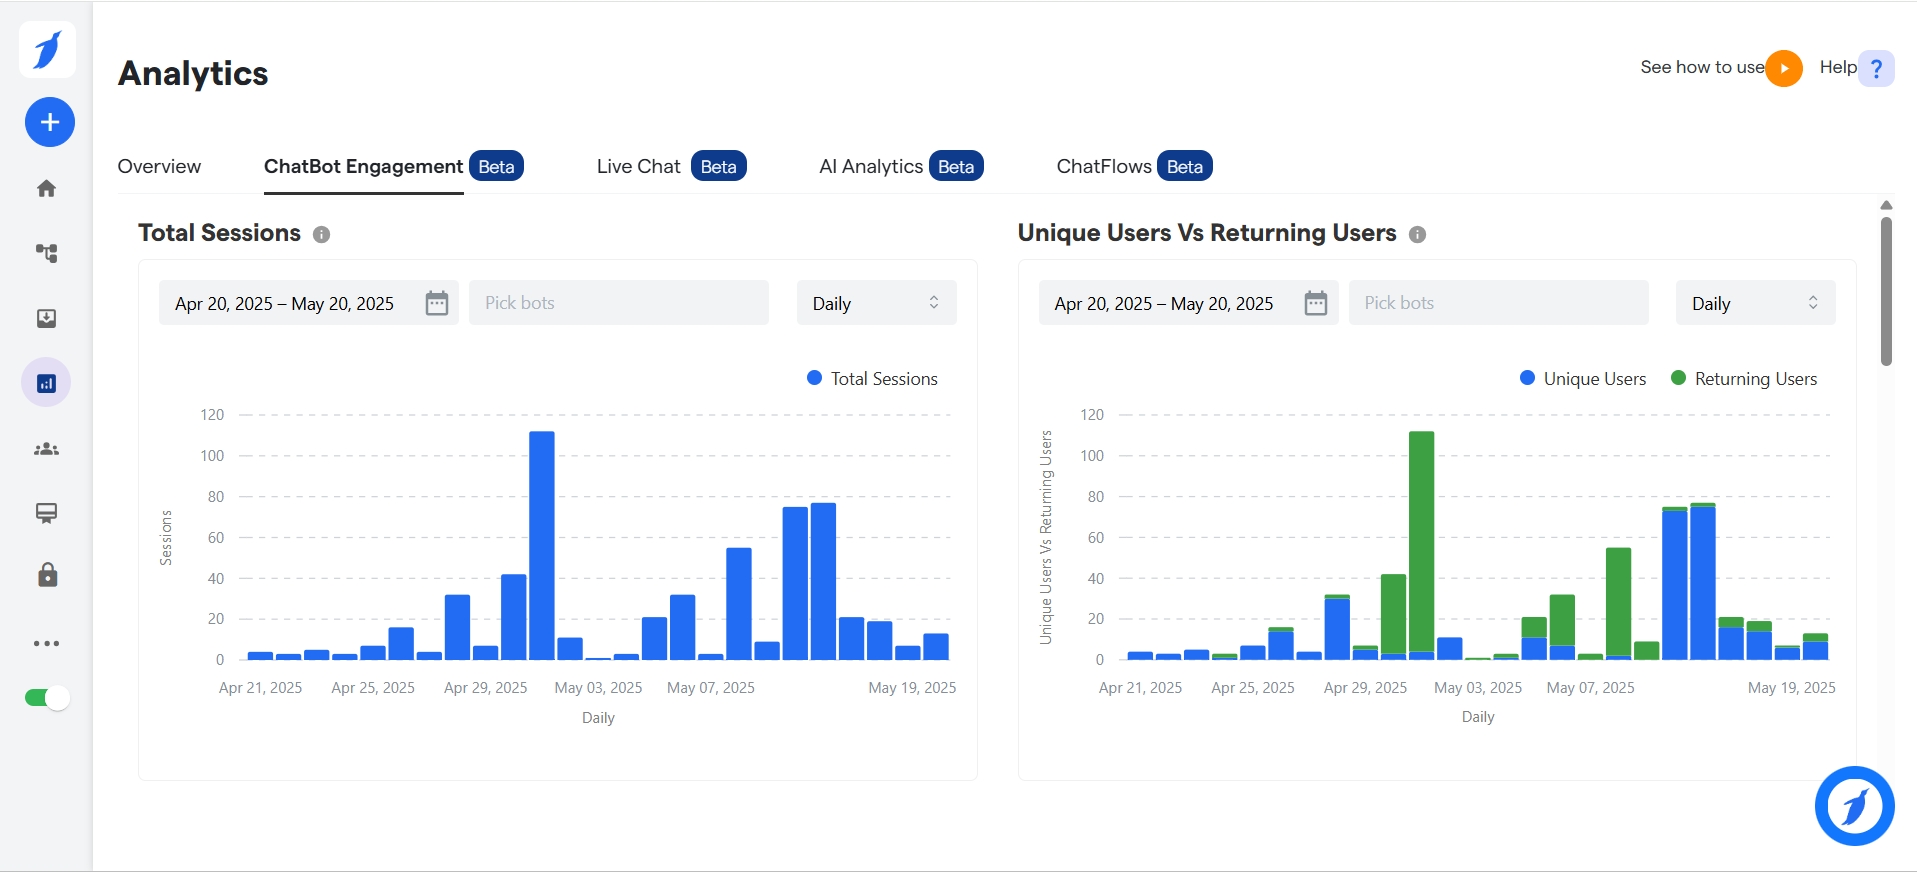 Analytics
See how to use
Help ?
Overview
ChatBot Engagement Beta
Live Chat Beta
AI Analytics Beta
ChatFlows Beta
Total Sessions
Apr 20, 2025 – May 20, 2025
Pick bots
Daily
Total Sessions
120
100
80
60
40
20
0
Sessions
Apr 21, 2025 Apr 25, 2025 Apr 29, 2025 May 03, 2025 May 07, 2025 May 19, 2025
Daily
Unique Users Vs Returning Users
Apr 20, 2025 – May 20, 2025
Pick bots
Daily
Unique Users Returning Users
120
100
80
60
40
20
0
Unique Users Vs Returning Users
Apr 21, 2025 Apr 25, 2025 Apr 29, 2025 May 03, 2025 May 07, 2025 May 19, 2025
Daily